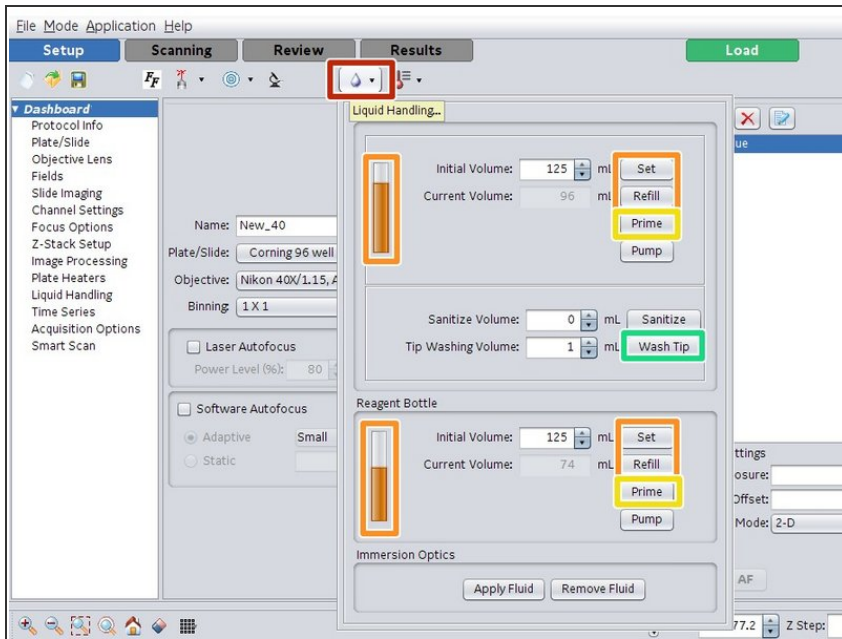 File Mode Application Help
Setup Scanning Review Results Load
FF
Liquid Handling...
Dashboard
Protocol Info
Plate/Slide
Objective Lens
Fields
Slide Imaging
Channel Settings
Focus Options
Z-Stack Setup
Image Processing
Plate Heaters
Liquid Handling
Time Series
Acquisition Options
Smart Scan
Name: New_40
Plate/Slide: Corning 96 well
Objective: Nikon 40X/1.15, A
Binning: 1 X 1
Laser Autofocus
Power Level (%): 80
Software Autofocus
Adaptive Small
Static
Initial Volume: 125 mL Set
Current Volume: 96 mL Refill
Prime
Pump
Sanitize Volume: 0 mL Sanitize
Tip Washing Volume: 1 mL Wash Tip
Reagent Bottle
Initial Volume: 125 mL Set
Current Volume: 74 mL Refill
Prime
Pump
Immersion Optics
Apply Fluid Remove Fluid
ue
ttings
osure:
Offset:
Mode: 2-D
AF
77.2 Z Step: